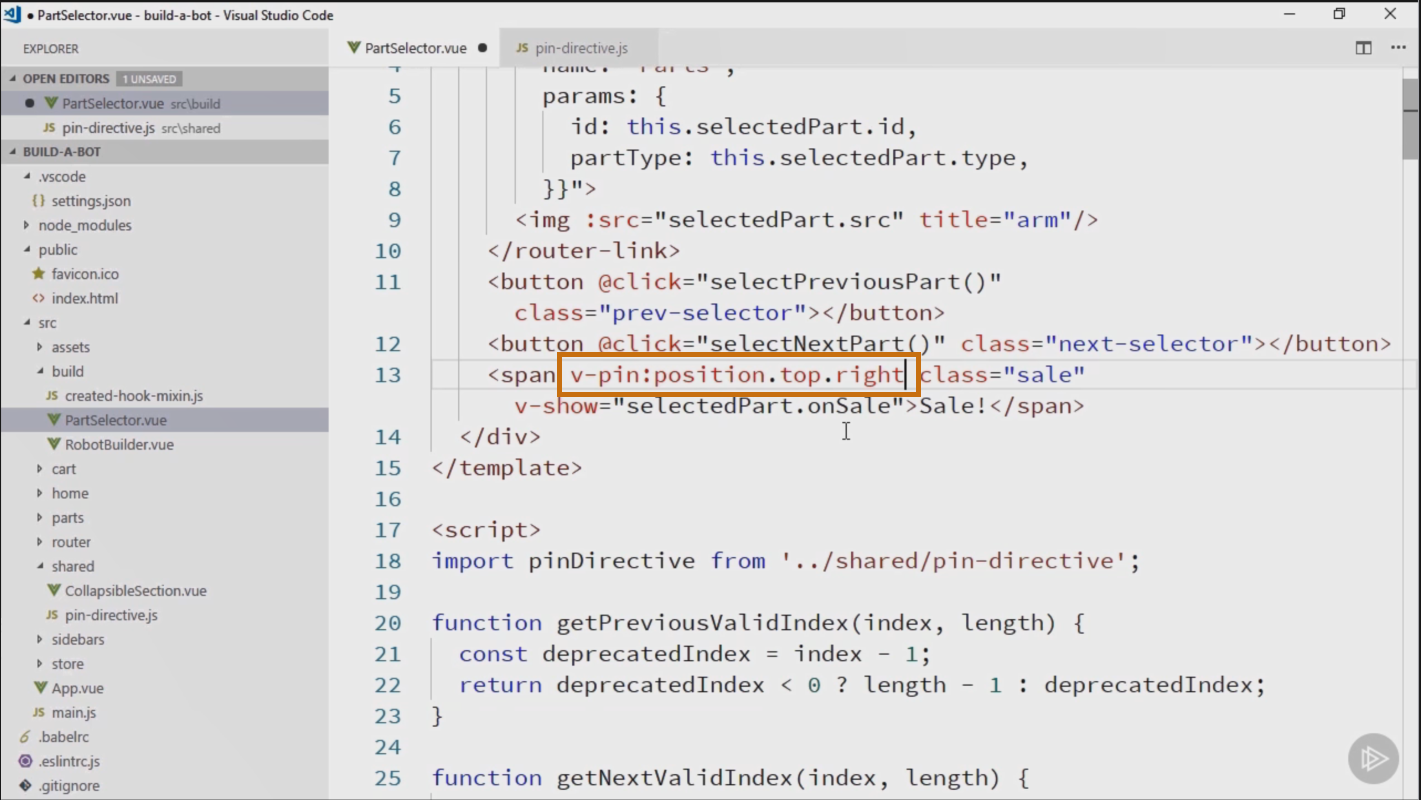 PartSelector.vue - build-a-bot - Visual Studio Code
EXPLORER
OPEN EDITORS 1 UNSAVED
PartSelector.vue src\build
JS pin-directive.js src\shared
BUILD-A-BOT
.vscode
{} settings.json
node_modules
public
favicon.ico
<> index.html
src
assets
build
JS created-hook-mixin.js
PartSelector.vue
RobotBuilder.vue
cart
home
parts
router
shared
CollapsibleSection.vue
JS pin-directive.js
sidebars
store
App.vue
JS main.js
.babelrc
.eslintrc.js
.gitignore
PartSelector.vue
JS pin-directive.js
4 name: 'Parts',
5 params: {
6 id: this.selectedPart.id,
7 partType: this.selectedPart.type,
8 }}">
9 <img :src="selectedPart.src" title="arm"/>
10 </router-link>
11 <button @click="selectPreviousPart()"
class="prev-selector"></button>
12 <button @click="selectNextPart()" class="next-selector"></button>
13 <span v-pin:position.top.right class="sale"
v-show="selectedPart.onSale">Sale!</span>
14 </div>
15 </template>
16
17 <script>
18 import pinDirective from '../shared/pin-directive';
19
20 function getPreviousValidIndex(index, length) {
21 const deprecatedIndex = index - 1;
22 return deprecatedIndex < 0 ? length - 1 : deprecatedIndex;
23 }
24
25 function getNextValidIndex(index, length) {